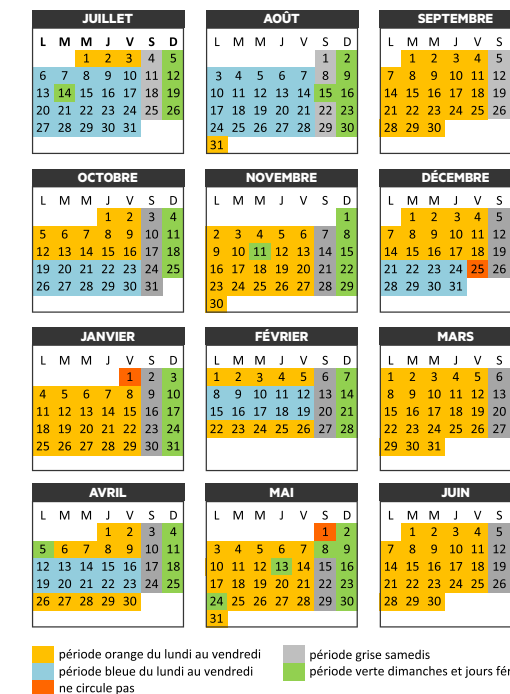 JUILLET AOÛT SEPTEMBRE
L M M J V S D L M M J V S D L M M J V S
1 2 3 4 5 1 2 1 2 3 4 5
6 7 8 9 10 11 12 3 4 5 6 7 8 9 7 8 9 10 11 12
13 14 15 16 17 18 19 10 11 12 13 14 15 16 14 15 16 17 18 19
20 21 22 23 24 25 26 17 18 19 20 21 22 23 21 22 23 24 25 26
27 28 29 30 31 24 25 26 27 28 29 30 28 29 30
31
OCTOBRE NOVEMBRE DÉCEMBRE
L M M J V S D L M M J V S D L M M J V S
1 2 3 4 1 1 2 3 4 5
5 6 7 8 9 10 11 2 3 4 5 6 7 8 7 8 9 10 11 12
12 13 14 15 16 17 18 9 10 11 12 13 14 15 14 15 16 17 18 19
19 20 21 22 23 24 25 16 17 18 19 20 21 22 21 22 23 24 25 26
26 27 28 29 30 31 23 24 25 26 27 28 29 28 29 30 31
30
JANVIER FÉVRIER MARS
L M M J V S D L M M J V S D L M M J V S
1 2 3 1 2 3 4 5 6 7 1 2 3 4 5 6
4 5 6 7 8 9 10 8 9 10 11 12 13 14 8 9 10 11 12 13
11 12 13 14 15 16 17 15 16 17 18 19 20 21 15 16 17 18 19 20
18 19 20 21 22 23 24 22 23 24 25 26 27 28 22 23 24 25 26 27
25 26 27 28 29 30 31 29 30 31
AVRIL MAI JUIN
L M M J V S D L M M J V S D L M M J V S
1 2 3 4 1 2 1 2 3 4 5
5 6 7 8 9 10 11 3 4 5 6 7 8 9 7 8 9 10 11 12
12 13 14 15 16 17 18 10 11 12 13 14 15 16 14 15 16 17 18 19
19 20 21 22 23 24 25 17 18 19 20 21 22 23 21 22 23 24 25 26
26 27 28 29 30 24 25 26 27 28 29 30 28 29 30
31
période orange du lundi au vendredi période grise samedis
période bleue du lundi au vendredi période verte dimanches et jours fér
ne circule pas